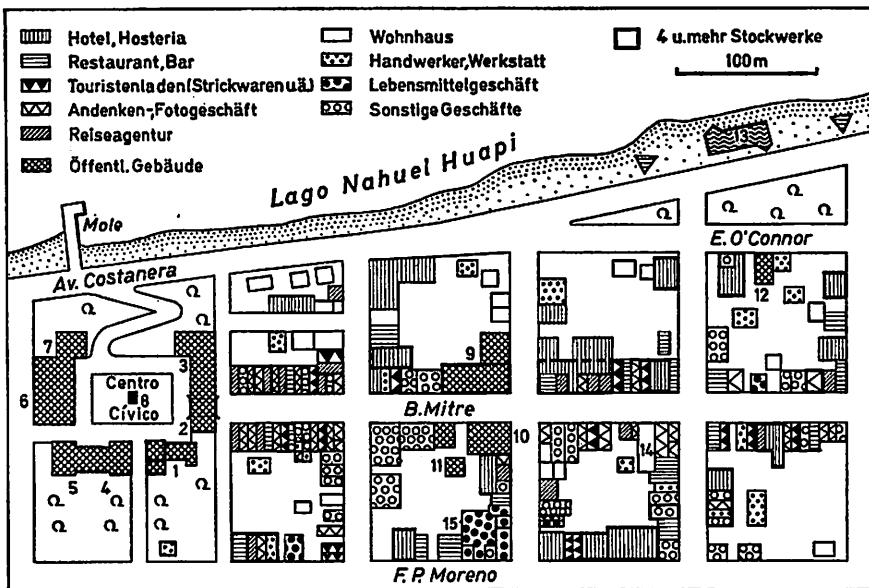 Hotel, Hosteria
Restaurant, Bar
Touristenladen (Strickwaren u.ä.)
Andenken-, Fotogeschäft
Reiseagentur
Öffentl. Gebäude
Wohnhaus
Handwerker, Werkstatt
Lebensmittelgeschäft
Sonstige Geschäfte
4 u. mehr Stockwerke
100 m
13
Lago Nahuel Huapi
Mole
Av. Costanera
E. O'Connor
12
7
3
9
6
Centro
8
Cívico
2
B. Mitre
10
14
1
11
5
4
15
F. P. Moreno